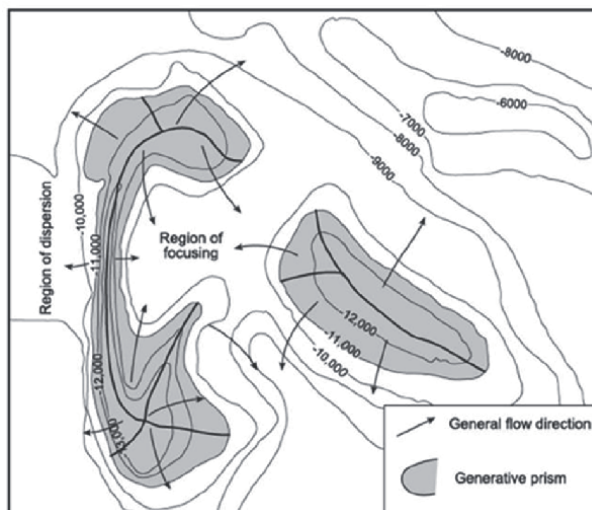 -8000
-6000
-7000
-8000
-9000
-10,000
-11,000
Region of dispersion
Region of
focusing
-12,000
-11,000
-10,000
-12,000
-13,000
General flow direction
Generative prism